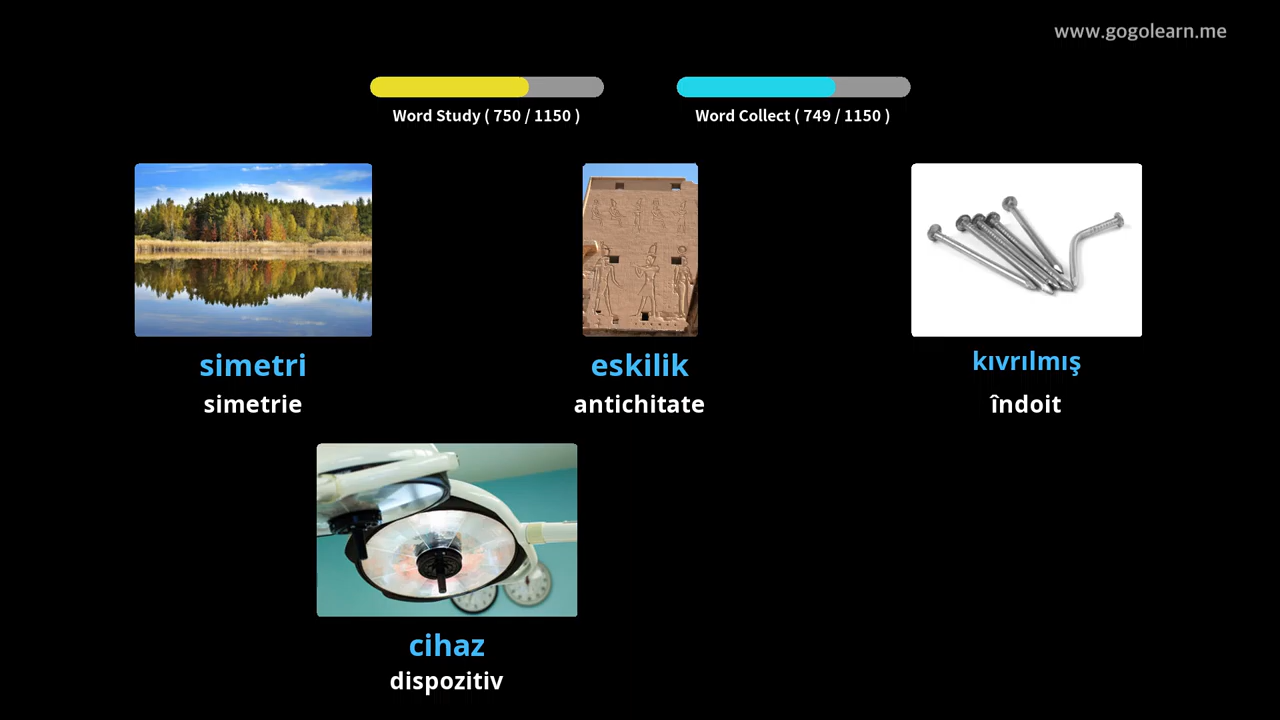 www.gogolearn.me
Word Study ( 750 / 1150 )
Word Collect ( 749 / 1150 )
simetri
simetrie
eskilik
antichitate
kıvrılmış
îndoit
cihaz
dispozitiv